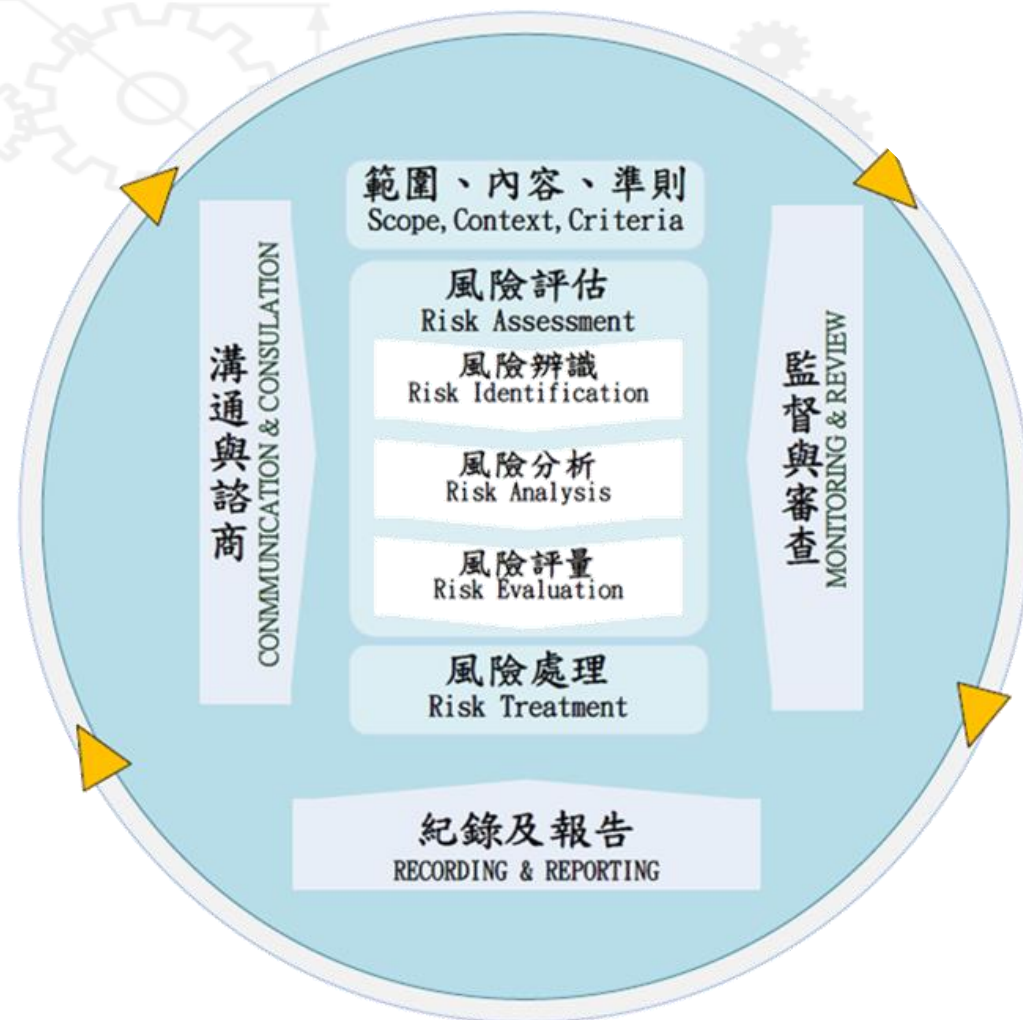 範圍、內容、準則
Scope, Context, Criteria
風險評估
Risk Assessment
風險辨識
Risk Identification
風險分析
Risk Analysis
風險評量
Risk Evaluation
風險處理
Risk Treatment
溝通與諮商
CONMMUNICATION & CONSULATION
監督與審查
MONITORING & REVIEW
紀錄及報告
RECORDING & REPORTING